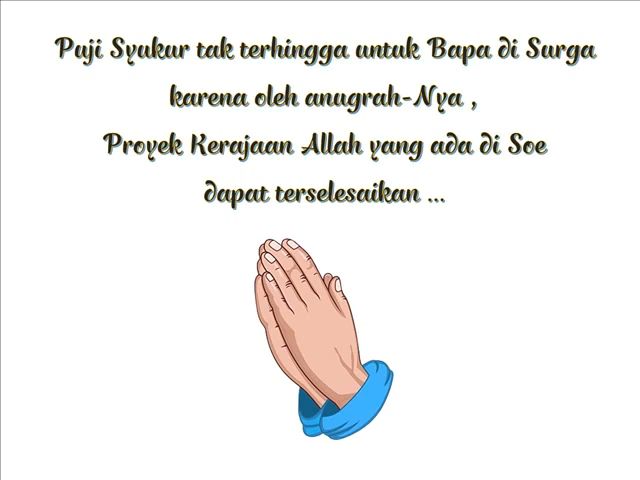 Puji Syukur tak terhingga untuk Bapa di Surga
karena oleh anugrah-Nya ,
Proyek Kerajaan Allah yang ada di Soe
dapat terselesaikan ...